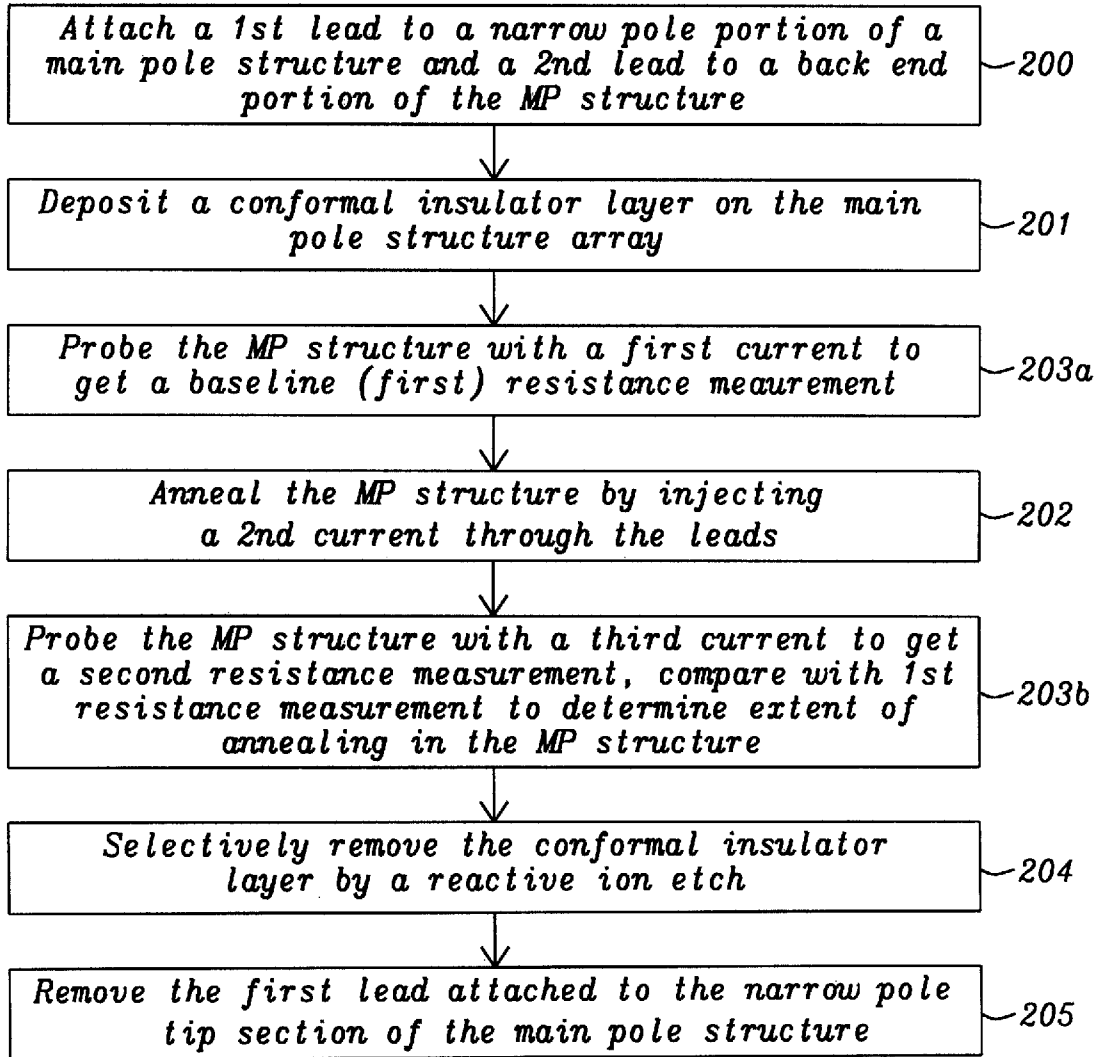 Attach a 1st lead to a narrow pole portion of a
main pole structure and a 2nd lead to a back end
portion of the MP structure
200
Deposit a conformal insulator layer on the main
pole structure array
201
Probe the MP structure with a first current to
get a baseline (first) resistance meaurement
203a
Anneal the MP structure by injecting
a 2nd current through the leads
202
Probe the MP structure with a third current to get
a second resistance measurement, compare with 1st
resistance measurement to determine extent of
annealing in the MP structure
203b
Selectively remove the conformal insulator
layer by a reactive ion etch
204
Remove the first lead attached to the narrow pole
tip section of the main pole structure
205